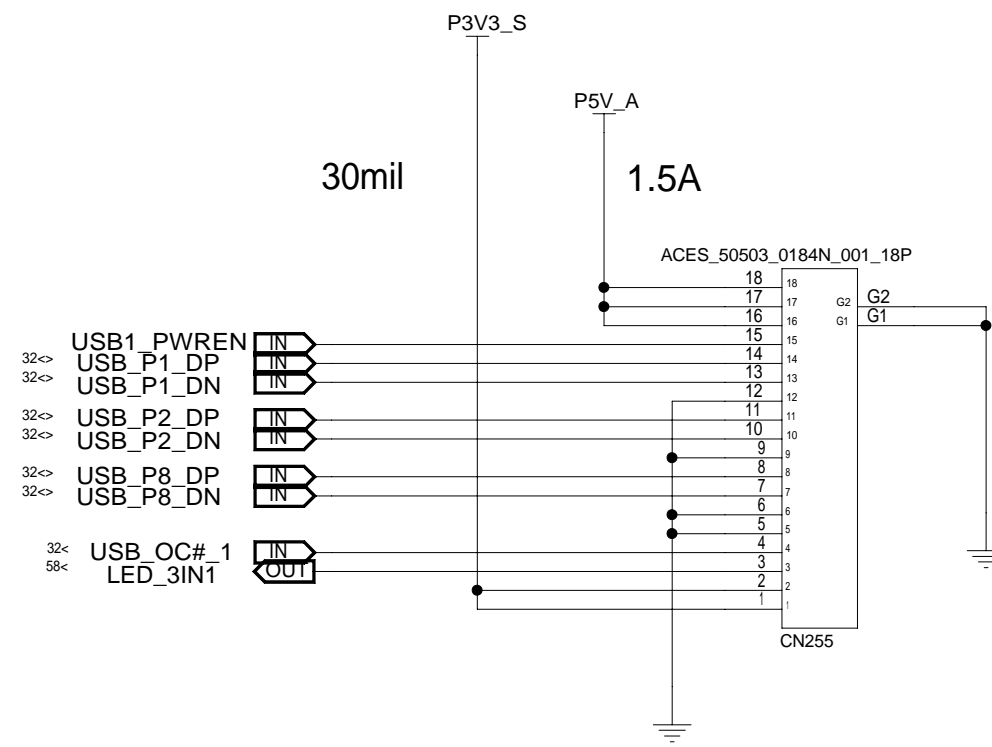 P3V3_S
P5V_A
30mil
1.5A
ACES_50503_0184N_001_18P
18 18
17 17 G2 G2
16 16 G1 G1
USB1_PWREN IN 15 15
32<> USB_P1_DP IN 14 14
32<> USB_P1_DN IN 13 13
12 12
32<> USB_P2_DP IN 11 11
32<> USB_P2_DN IN 10 10
9 9
32<> USB_P8_DP IN 8 8
32<> USB_P8_DN IN 7 7
6 6
5 5
32< USB_OC#_1 IN 4 4
58< LED_3IN1 OUT 3 3
2 2
1 1
CN255